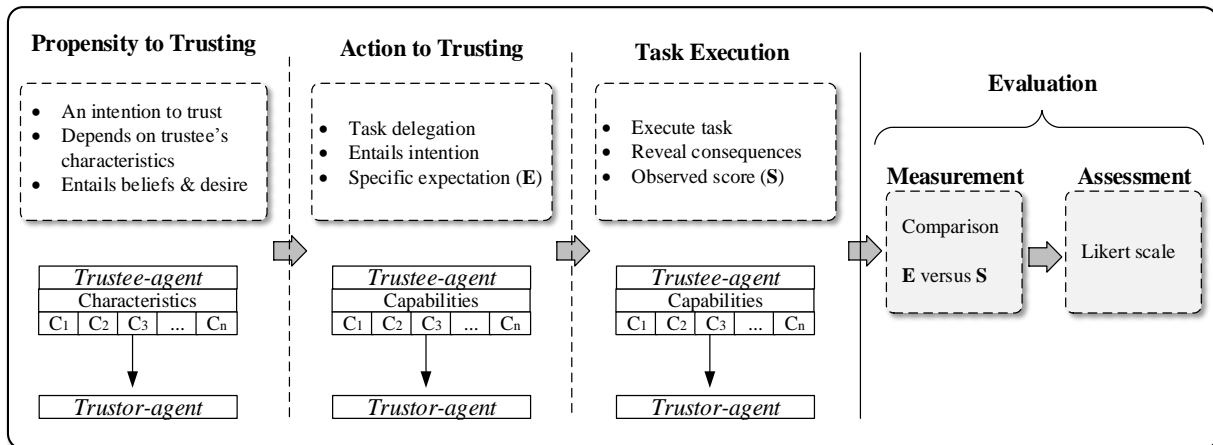 Propensity to Trusting
• An intention to trust
• Depends on trustee's
characteristics
• Entails beliefs & desire
Trustee-agent
Characteristics
C1 C2 C3 ... Cn
Trustor-agent
Action to Trusting
• Task delegation
• Entails intention
• Specific expectation (E)
Trustee-agent
Capabilities
C1 C2 C3 ... Cn
Trustor-agent
Task Execution
• Execute task
• Reveal consequences
• Observed score (S)
Trustee-agent
Capabilities
C1 C2 C3 ... Cn
Trustor-agent
Evaluation
Measurement
Comparison
E versus S
Assessment
Likert scale